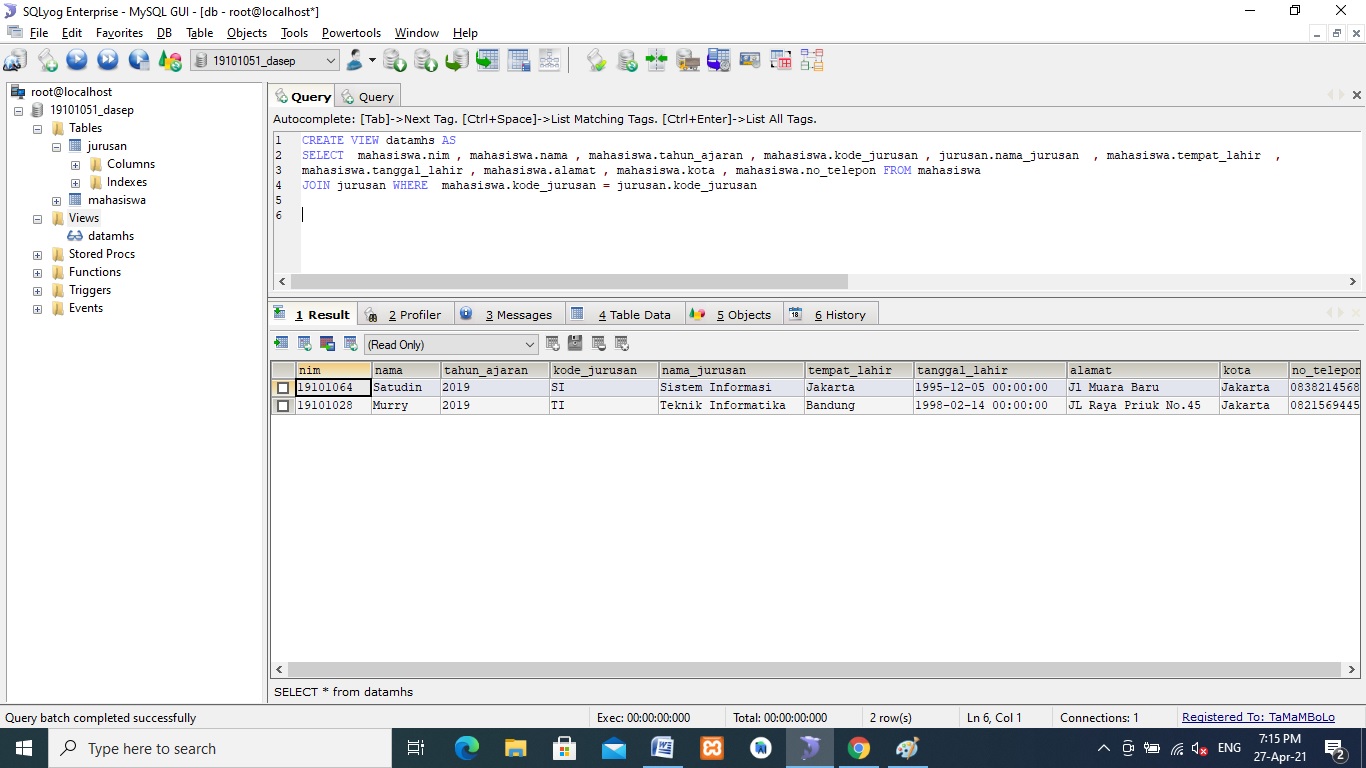 SQLyog Enterprise - MySQL GUI - [db - root@localhost*]
File Edit Favorites DB Table Objects Tools Powertools Window Help
19101051_dasep
root@localhost
19101051_dasep
Tables
jurusan
Columns
Indexes
mahasiswa
Views
datamhs
Stored Procs
Functions
Triggers
Events
Query Query
Autocomplete: [Tab]->Next Tag. [Ctrl+Space]->List Matching Tags. [Ctrl+Enter]->List All Tags.
1 CREATE VIEW datamhs AS
2 SELECT mahasiswa.nim , mahasiswa.nama , mahasiswa.tahun_ajaran , mahasiswa.kode_jurusan , jurusan.nama_jurusan , mahasiswa.tempat_lahir ,
3 mahasiswa.tanggal_lahir , mahasiswa.alamat , mahasiswa.kota , mahasiswa.no_telepon FROM mahasiswa
4 JOIN jurusan WHERE mahasiswa.kode_jurusan = jurusan.kode_jurusan
5
6
1 Result 2 Profiler 3 Messages 4 Table Data 5 Objects 18 6 History
(Read Only)
nim nama tahun_ajaran kode_jurusan nama_jurusan tempat_lahir tanggal_lahir alamat kota no_telepon
19101064 Satudin 2019 SI Sistem Informasi Jakarta 1995-12-05 00:00:00 Jl Muara Baru Jakarta 0838214568
19101028 Murry 2019 TI Teknik Informatika Bandung 1998-02-14 00:00:00 JL Raya Priuk No.45 Jakarta 0821569445
SELECT * from datamhs
Query batch completed successfully Exec: 00:00:00:000 Total: 00:00:00:000 2 row(s) Ln 6, Col 1 Connections: 1 Registered To: TaMaMBoLo
Type here to search ENG 7:15 PM
27-Apr-21 2